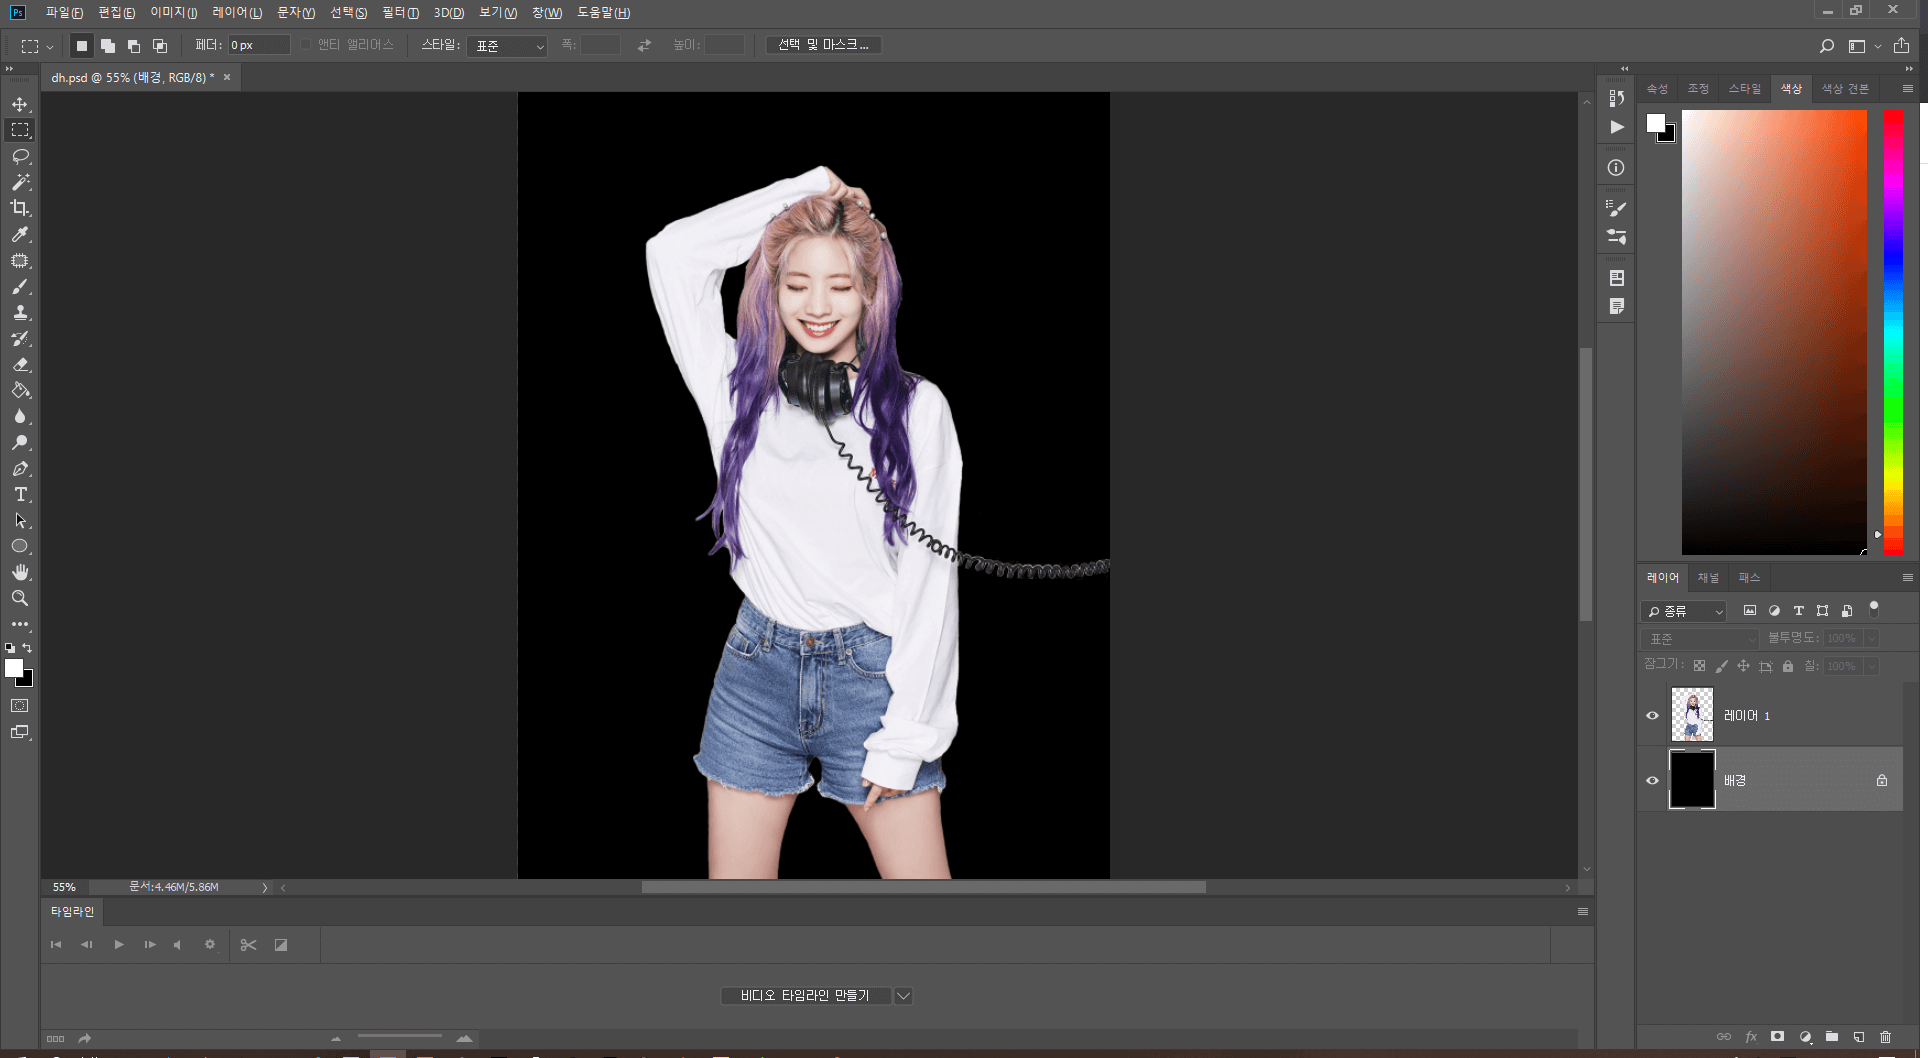 Ps 파일(F) 편집(E) 이미지(I) 레이어(L) 문자(Y) 선택(S) 필터(T) 3D(D) 보기(V) 창(W) 도움말(H)
페더: 0 px 앤티 앨리어스 스타일: 표준 폭: 높이: 선택 및 마스크...
dh.psd @ 55% (배경, RGB/8) *
속성 조정 스타일 색상 색상 견본
레이어 채널 패스
종류
표준 불투명도: 100%
잠그기: 칠: 100%
레이어 1
배경
55% 문서:4.46M/5.86M
타임라인
비디오 타임라인 만들기